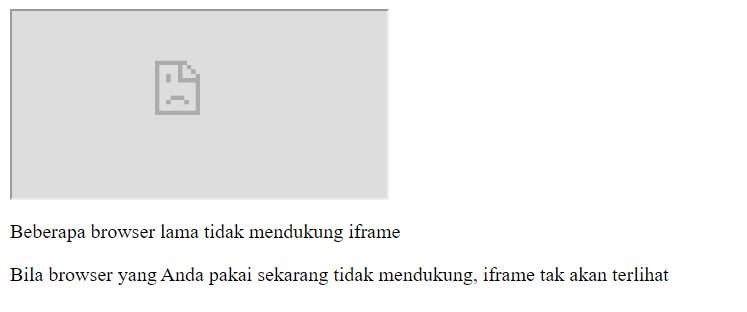 Beberapa browser lama tidak mendukung iframe
Bila browser yang Anda pakai sekarang tidak mendukung, iframe tak akan terlihat